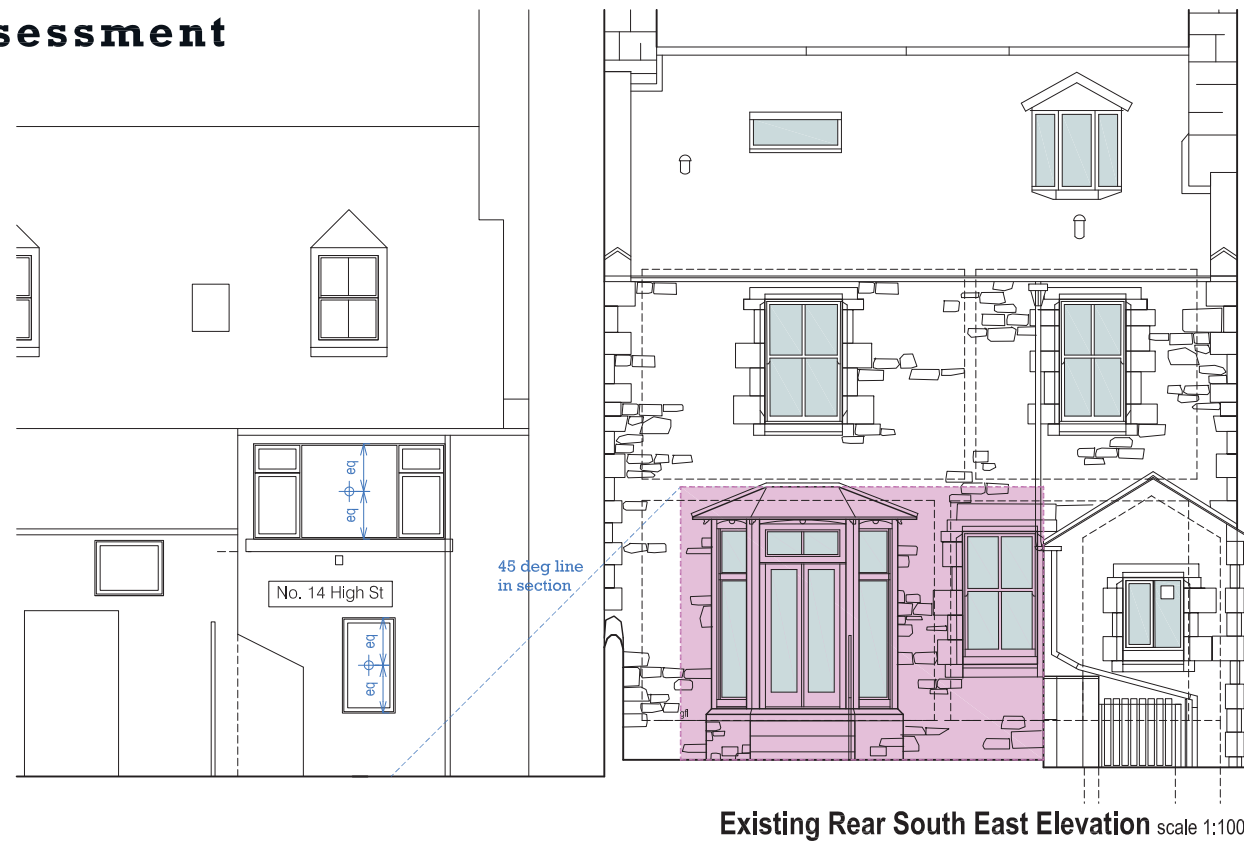 sessment
eq
eq
45 deg line
in section
No. 14 High St
eq
eq
gfl
Existing Rear South East Elevation scale 1:100